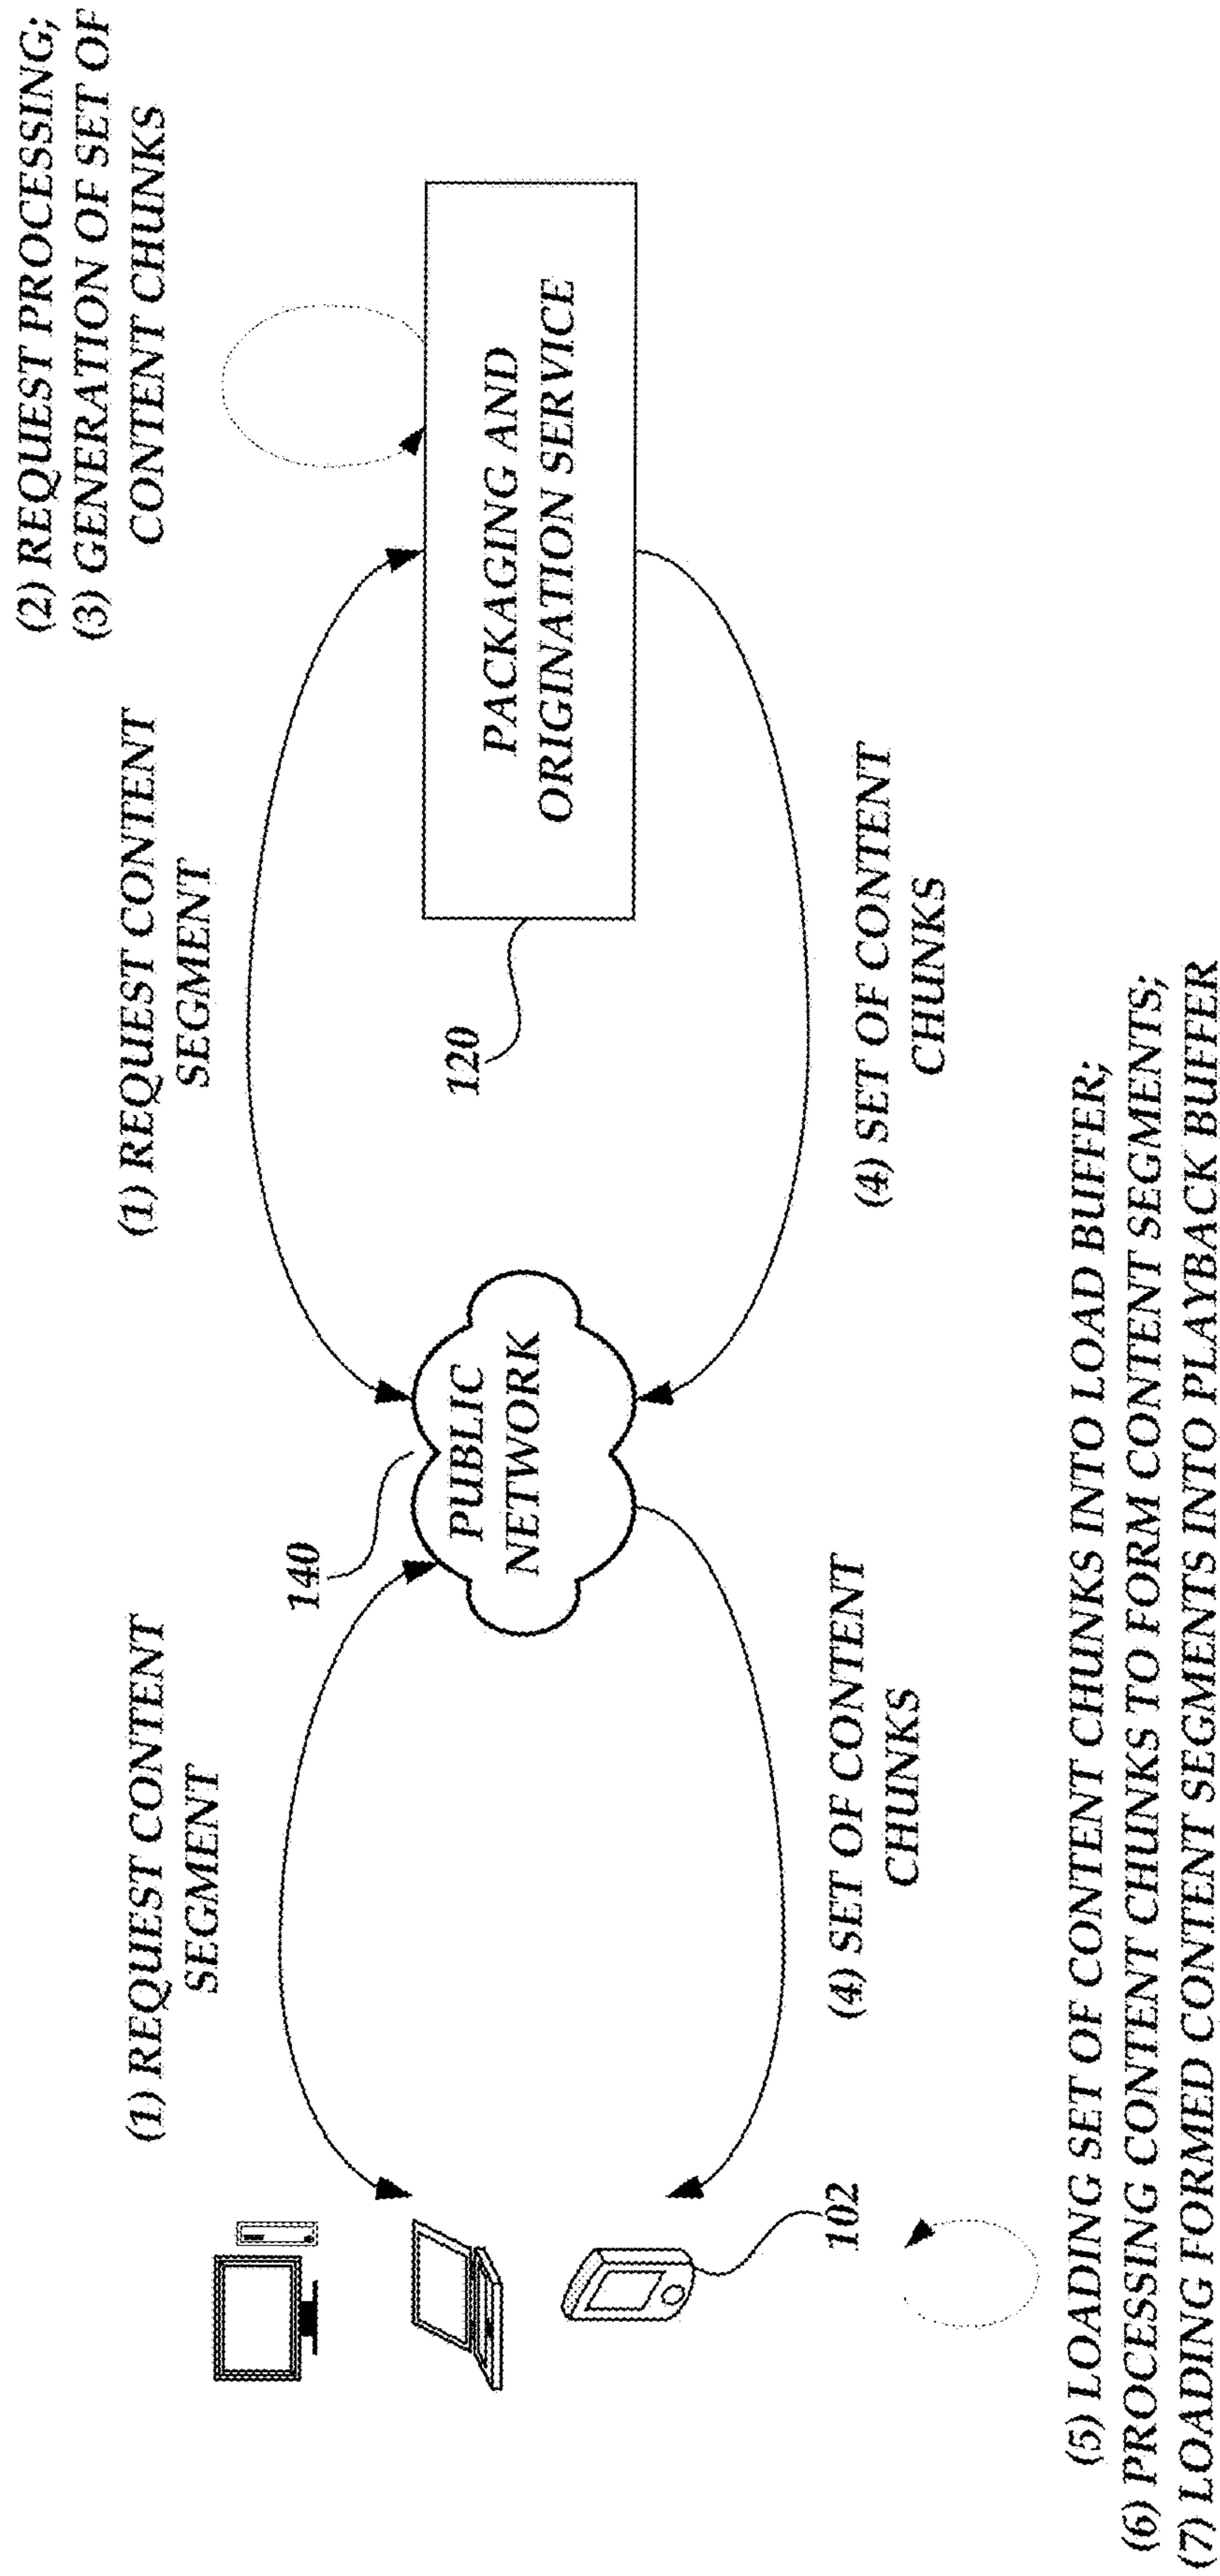 (2) REQUEST PROCESSING;
(3) GENERATION OF SET OF
CONTENT CHUNKS
(1) REQUEST CONTENT
SEGMENT
(1) REQUEST CONTENT
SEGMENT
140
PUBLIC
NETWORK
120
PACKAGING AND
ORIGINATION SERVICE
102
(4) SET OF CONTENT
CHUNKS
(4) SET OF CONTENT
CHUNKS
(5) LOADING SET OF CONTENT CHUNKS INTO LOAD BUFFER;
(6) PROCESSING CONTENT CHUNKS TO FORM CONTENT SEGMENTS;
(7) LOADING FORMED CONTENT SEGMENTS INTO PLAYBACK BUFFER